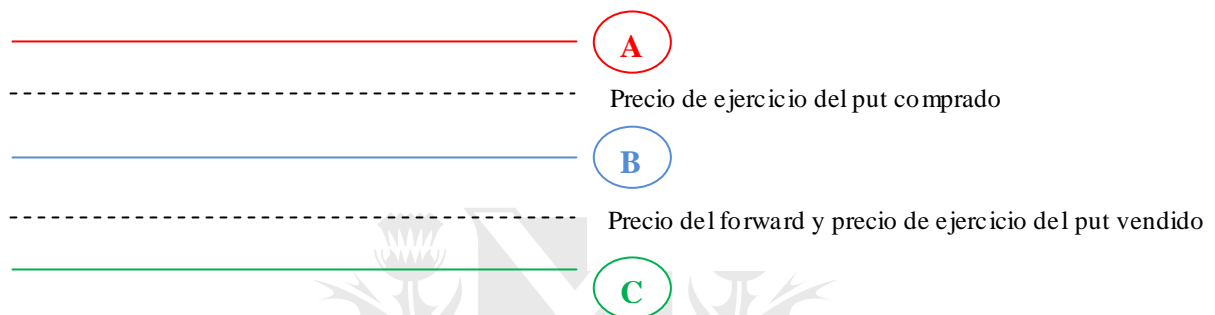 A
Precio de ejercicio del put comprado
B
Precio del forward y precio de ejercicio del put vendido
C